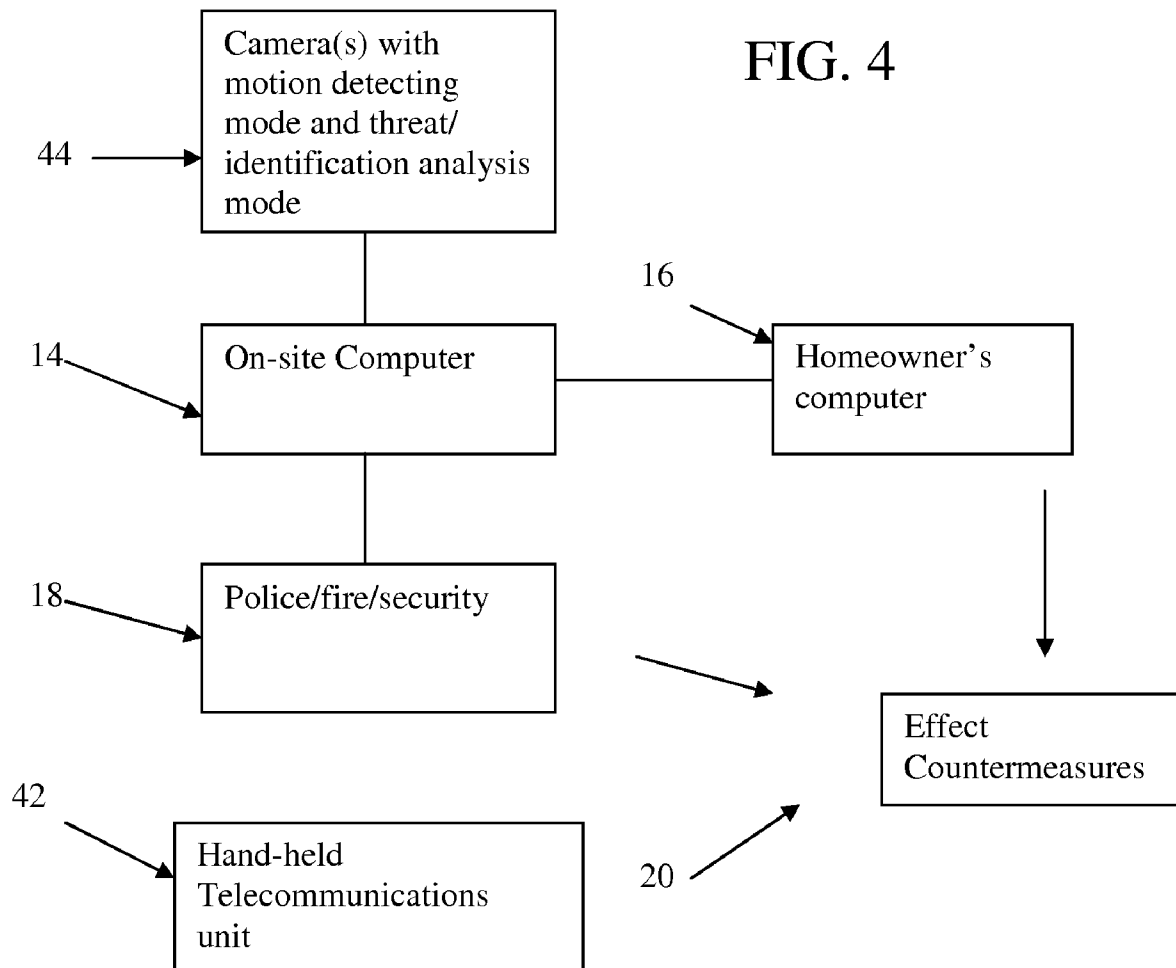 FIG. 4
Camera(s) with
motion detecting
mode and threat/
identification analysis
mode
44
16
14
On-site Computer
Homeowner’s
computer
18
Police/fire/security
Effect
Countermeasures
42
Hand-held
Telecommunications
unit
20